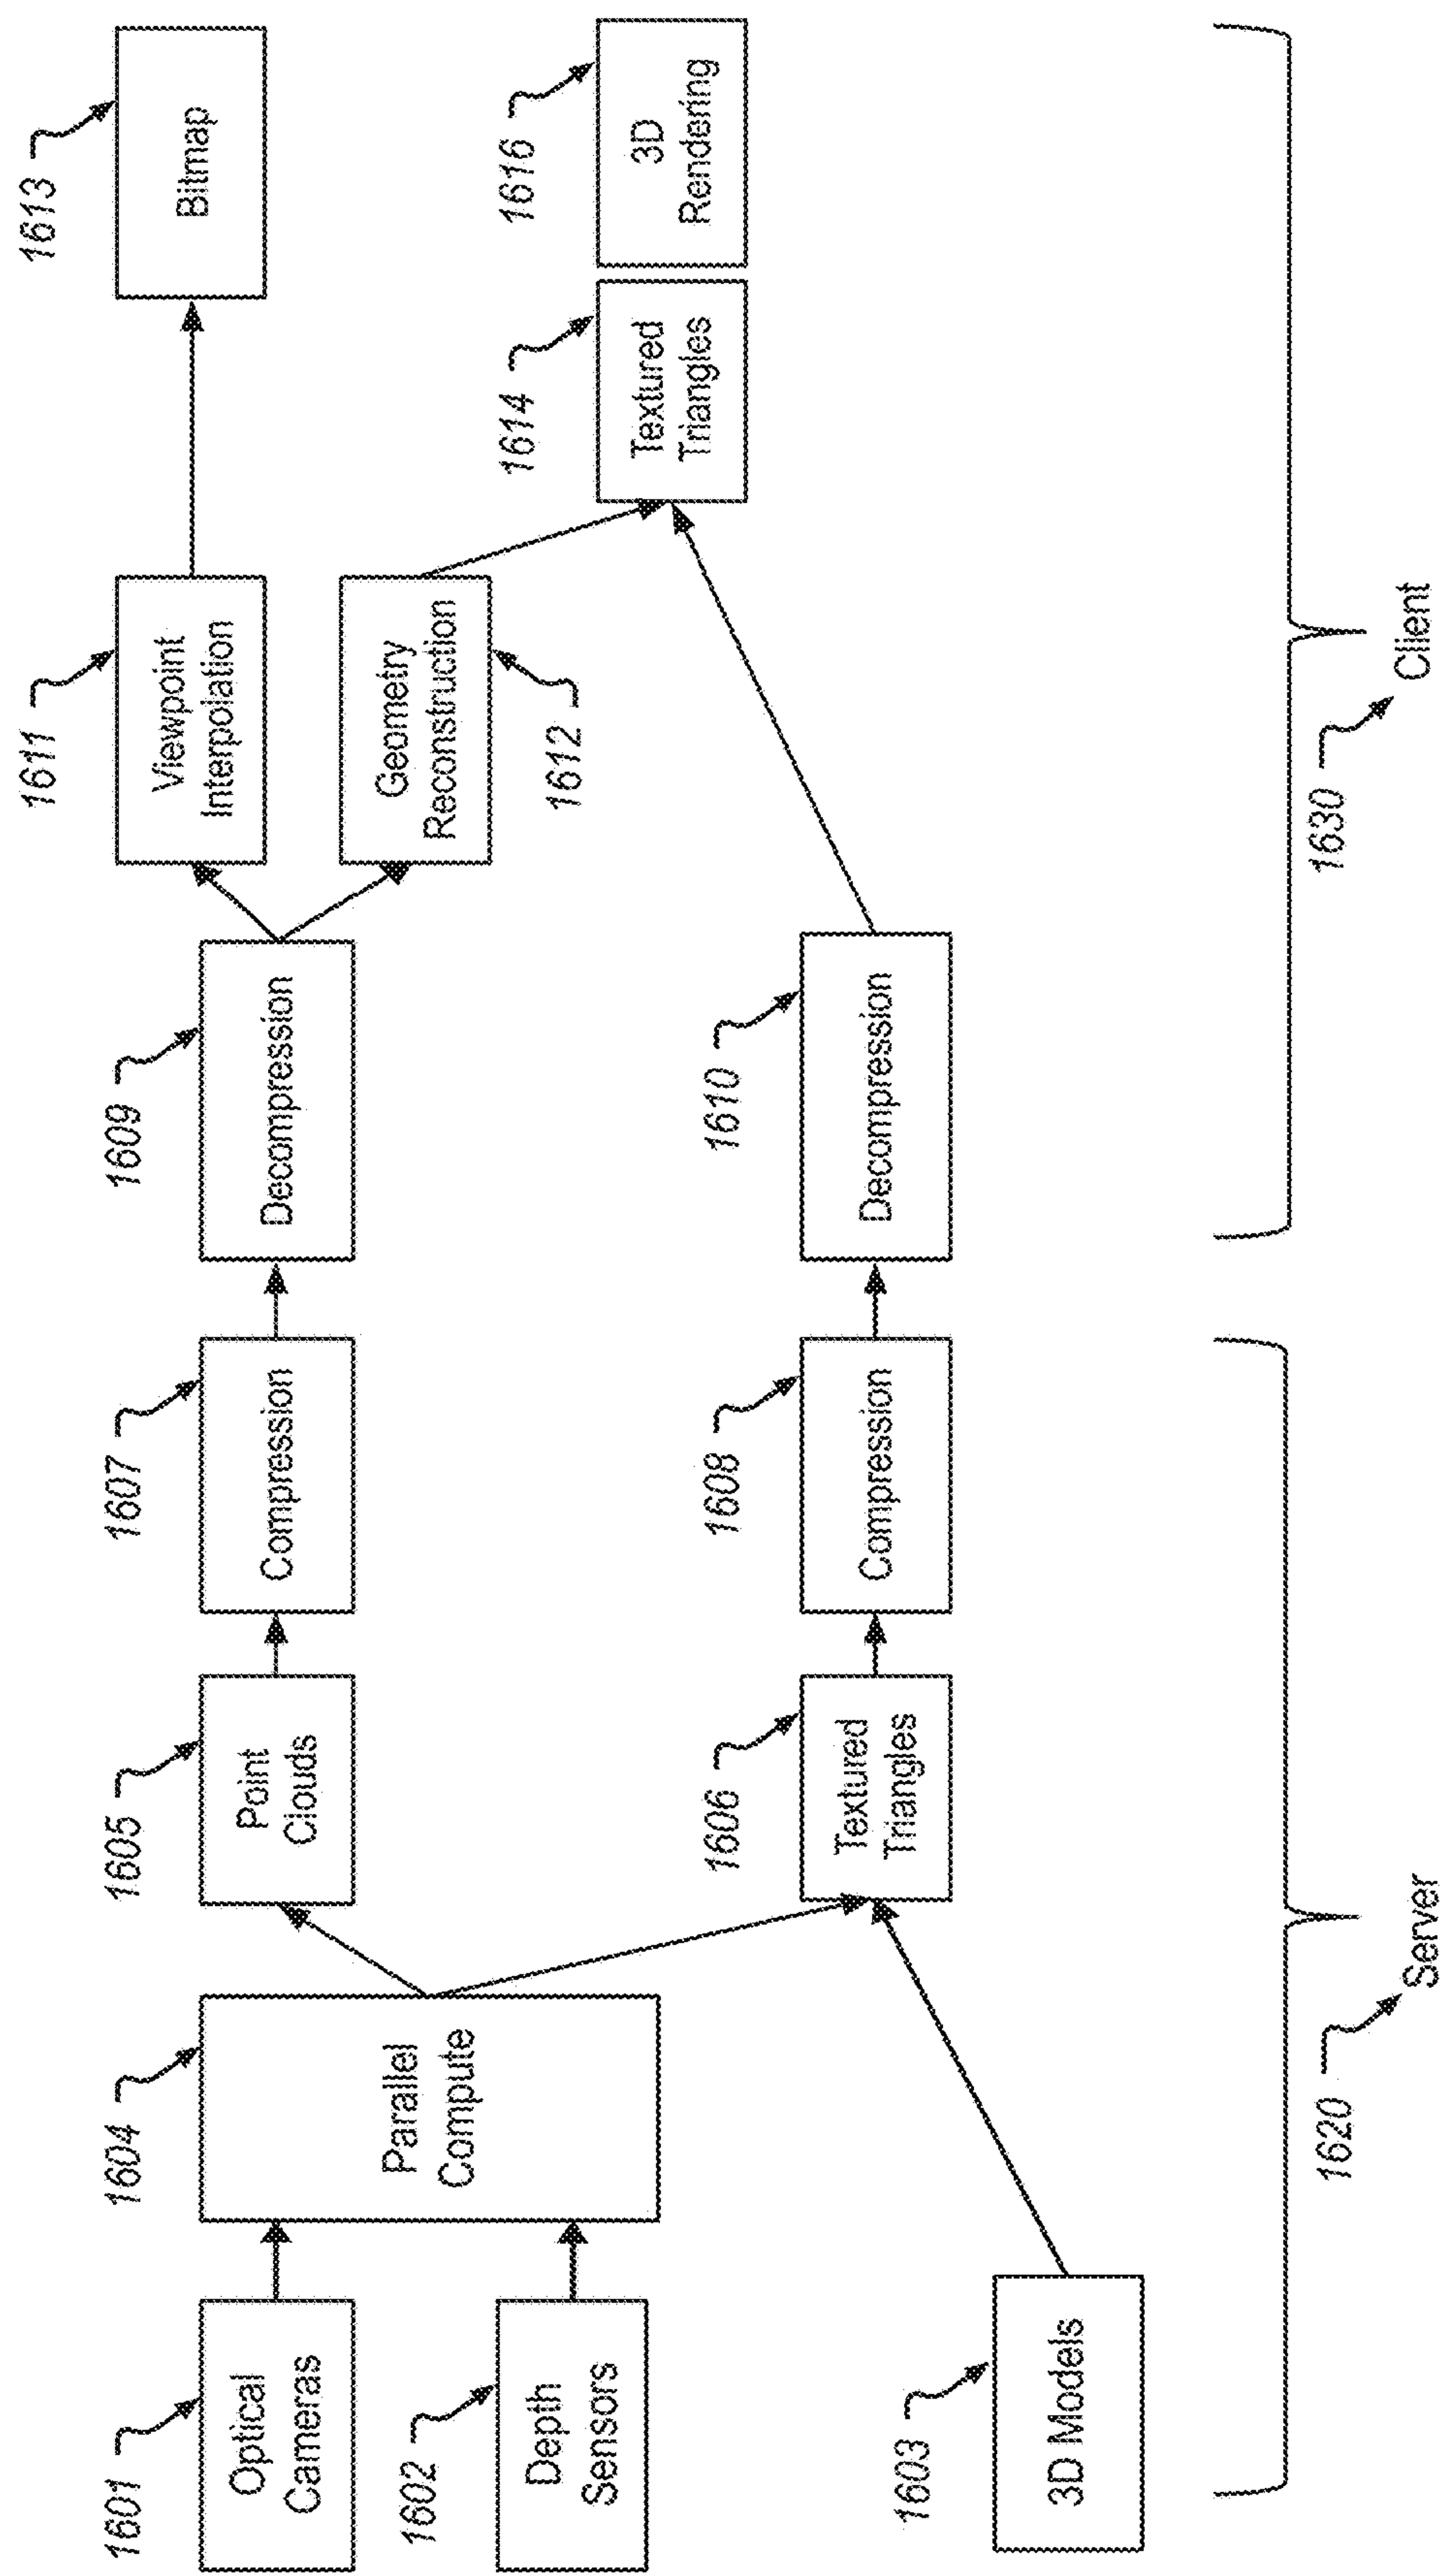 1601
Optical
Cameras
1602
Depth
Sensors
1603
3D Models
1604
Parallel
Compute
1605
Point
Clouds
1606
Textured
Triangles
1607
Compression
1608
Compression
1609
Decompression
1610
Decompression
1611
Viewpoint
Interpolation
Geometry
Reconstruction
1612
1613
Bitmap
1614
Textured
Triangles
1616
3D
Rendering
1620
Server
1630
Client